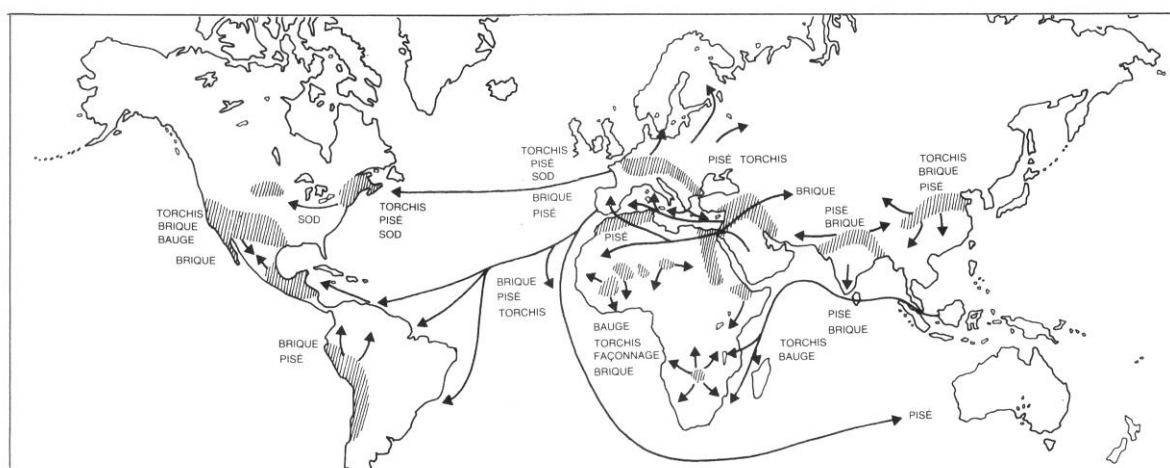 TORCHIS
PISÉ
SOD
BRIQUE
PISÉ
PISÉ TORCHIS
TORCHIS
BRIQUE
PISÉ
BRIQUE
PISÉ
BRIQUE
TORCHIS
BRIQUE
BAUGE
BRIQUE
SOD
TORCHIS
PISÉ
SOD
PISÉ
BRIQUE
PISÉ
TORCHIS
BRIQUE
PISÉ
BAUGE
TORCHIS
FAÇONNAGE
BRIQUE
TORCHIS
BAUGE
PISÉ
BRIQUE
PISÉ